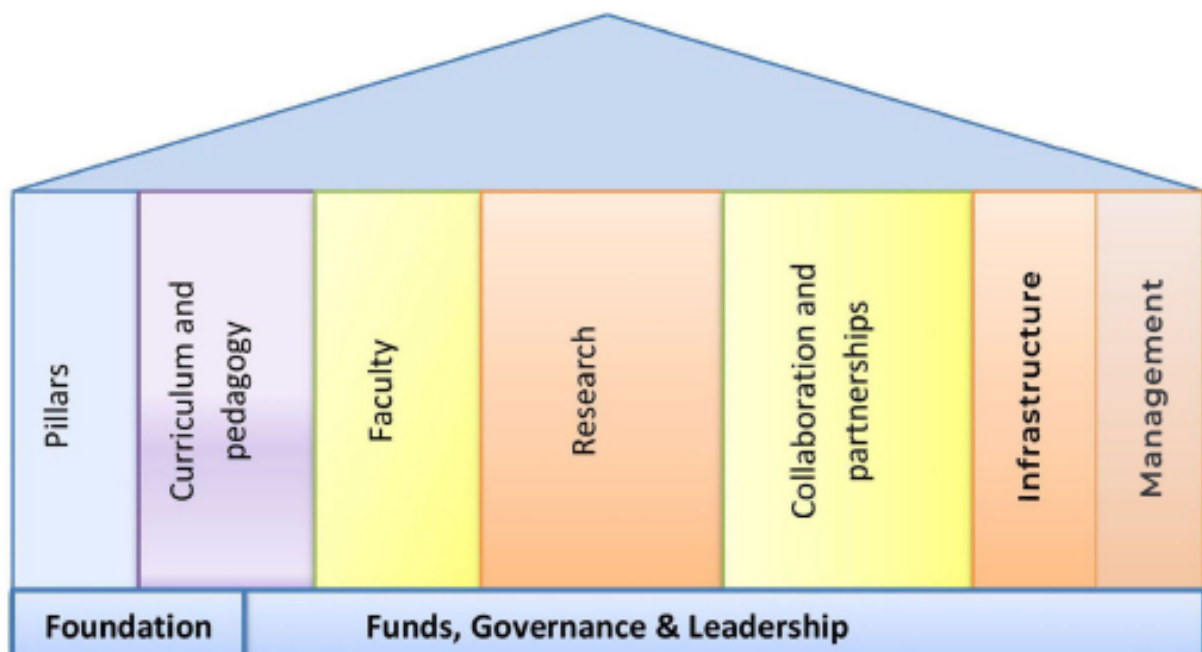 Pillars
Curriculum and
pedagogy
Faculty
Research
Collaboration and
partnerships
Infrastructure
Management
Foundation
Funds, Governance & Leadership